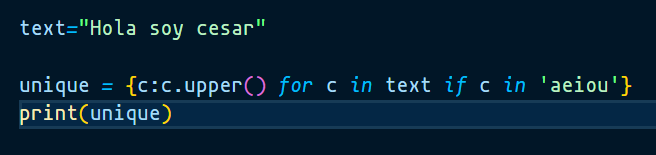 text="Hola soy cesar"
unique = {c:c.upper() for c in text if c in 'aeiou'}
print(unique)